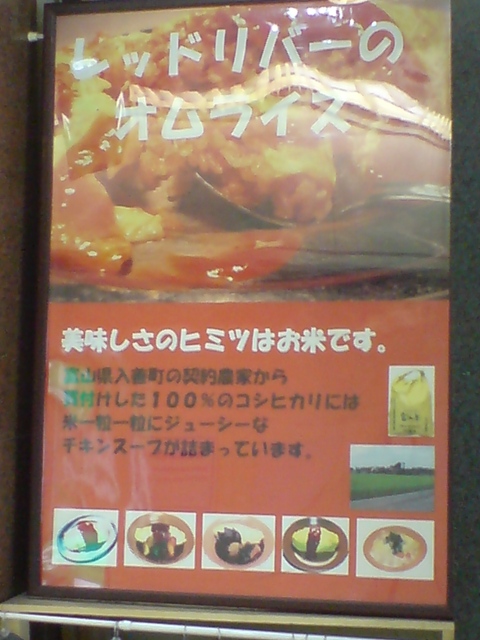 レッドリバーの
オムライス
美味しさのヒミツはお米です。
富山県入善町の契約農家から
買付けした100％のコシヒカリには
米一粒一粒にジューシーな
チキンスープが詰まっています。